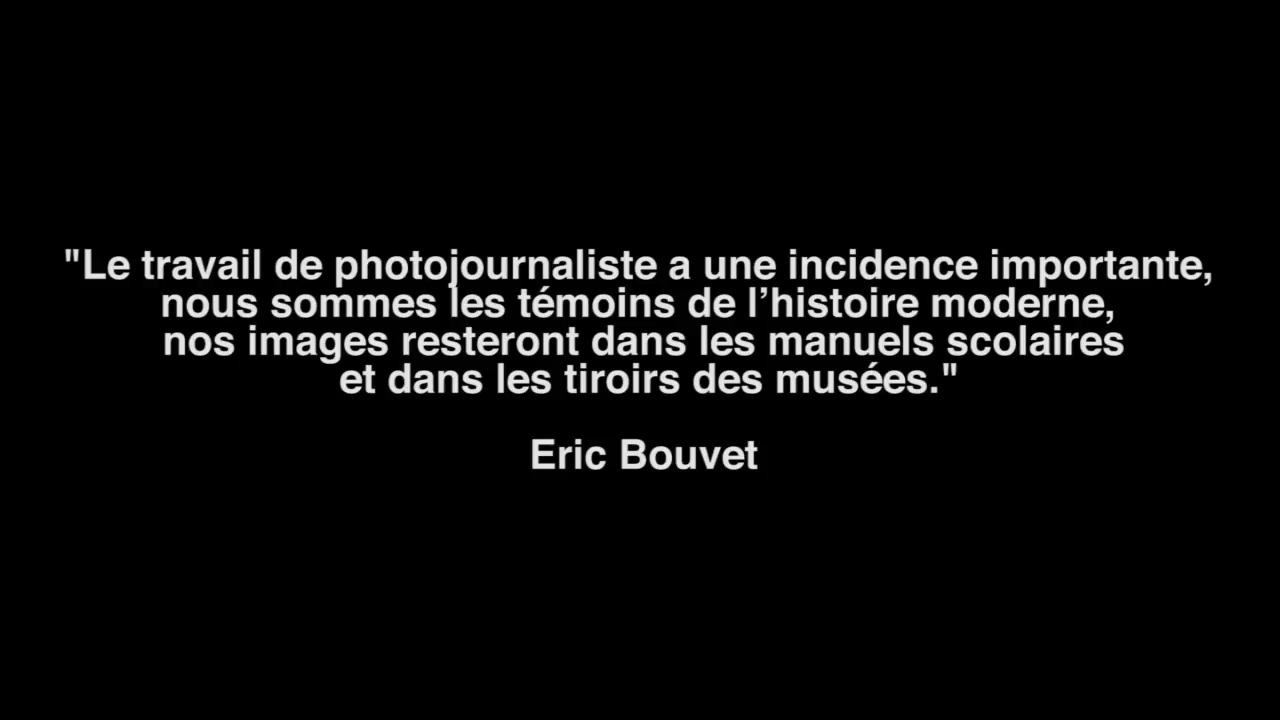 "Le travail de photojournaliste a une incidence importante,
nous sommes les témoins de l’histoire moderne,
nos images resteront dans les manuels scolaires
et dans les tiroirs des musées."
Eric Bouvet